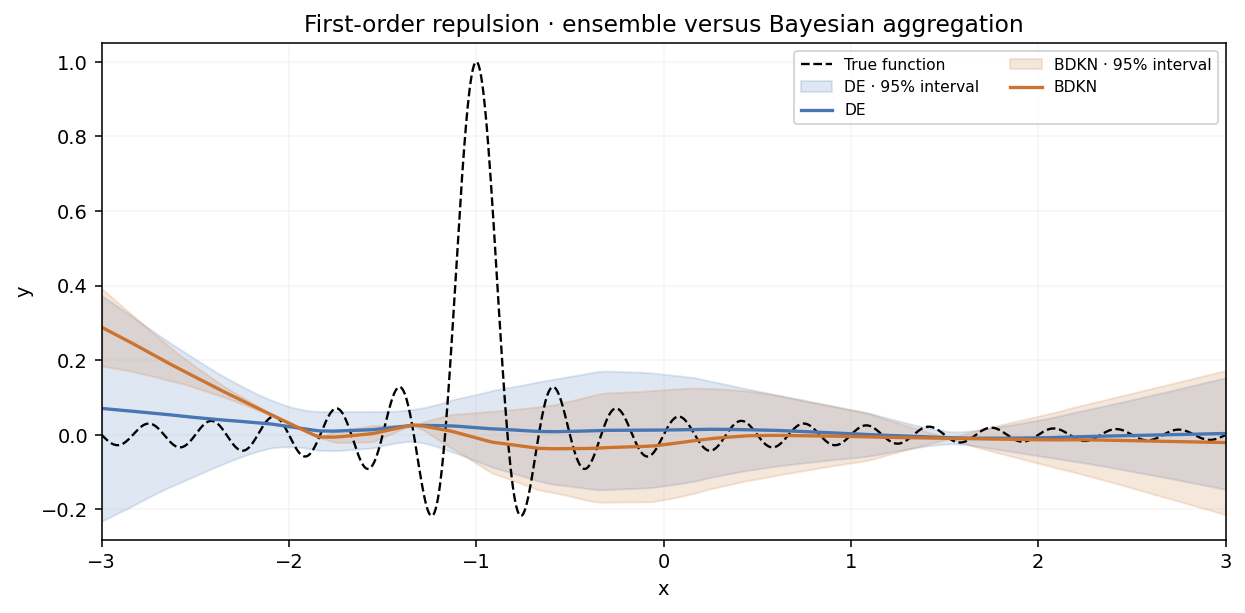 First-order repulsion · ensemble versus Bayesian aggregation
True function
DE · 95% interval
DE
BDKN · 95% interval
BDKN
y
1.0
0.8
0.6
0.4
0.2
0.0
−0.2
−3
−2
−1
0
1
2
3
x